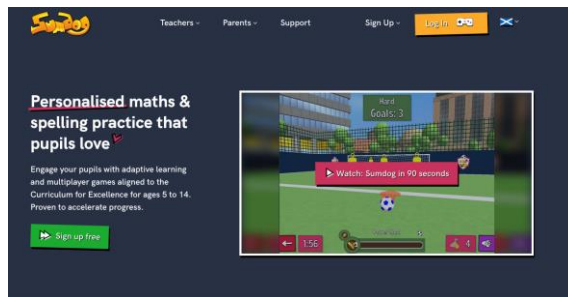 Sumdog
Teachers
Parents
Support
Sign Up
Log in
Personalised maths &
spelling practice that
pupils love
Engage your pupils with adaptive learning
and multiplayer games aligned to the
Curriculum for Excellence for ages 5 to 14.
Proven to accelerate progress.
Sign up free
Hard
Goals: 3
Watch: Sumdog in 90 seconds
1:56
4